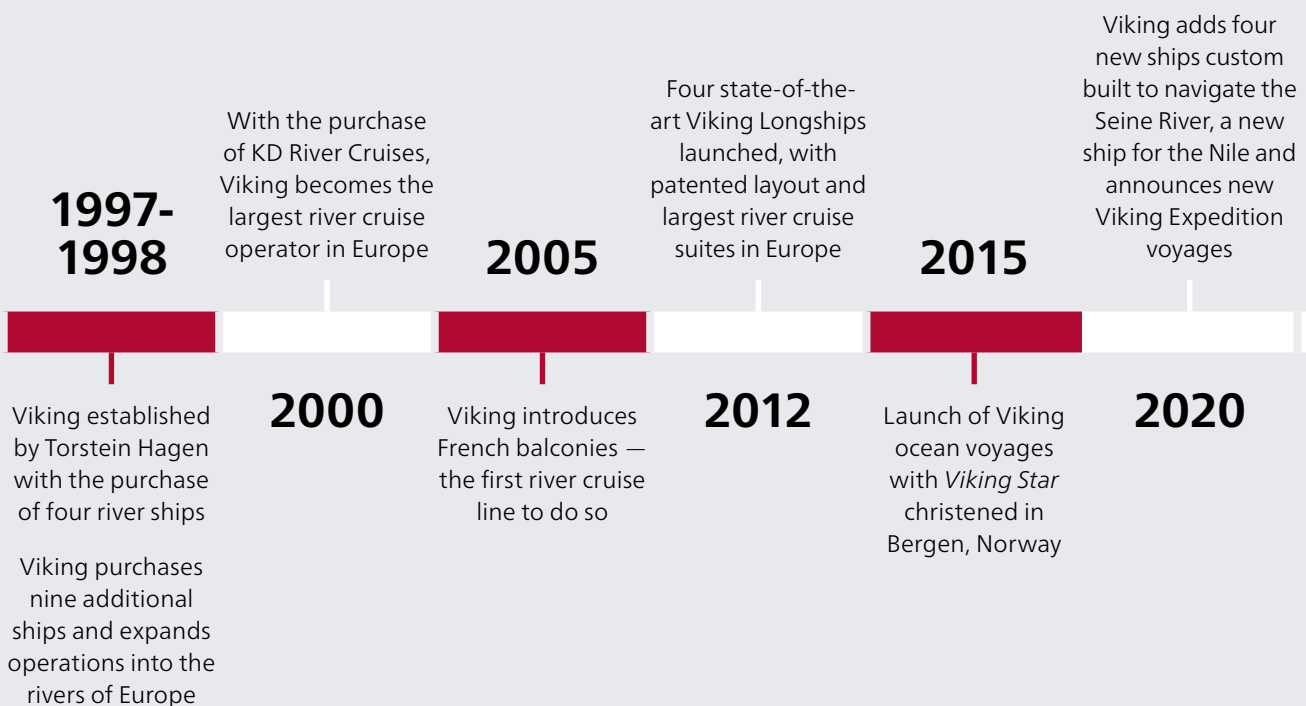 1997-
1998
Viking established
by Torstein Hagen
with the purchase
of four river ships
Viking purchases
nine additional
ships and expands
operations into the
rivers of Europe
With the purchase
of KD River Cruises,
Viking becomes the
largest river cruise
operator in Europe
2000
2005
Viking introduces
French balconies —
the first river cruise
line to do so
Four state-of-the-
art Viking Longships
launched, with
patented layout and
largest river cruise
suites in Europe
2012
2015
Launch of Viking
ocean voyages
with Viking Star
christened in
Bergen, Norway
Viking adds four
new ships custom
built to navigate the
Seine River, a new
ship for the Nile and
announces new
Viking Expedition
voyages
2020